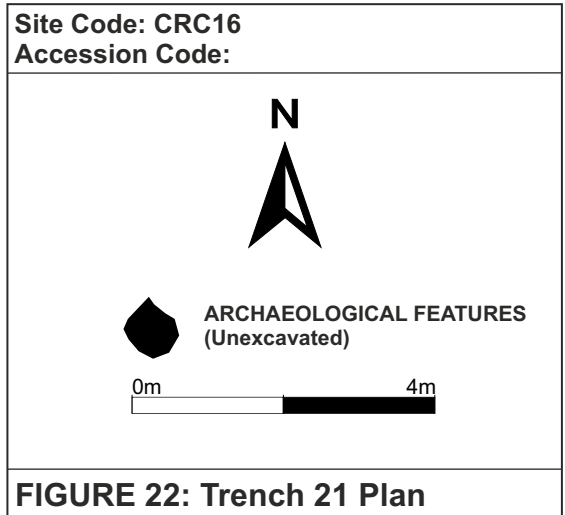 Site Code: CRC16
Accession Code:
N
ARCHAEOLOGICAL FEATURES
(Unexcavated)
0m 4m
FIGURE 22: Trench 21 Plan